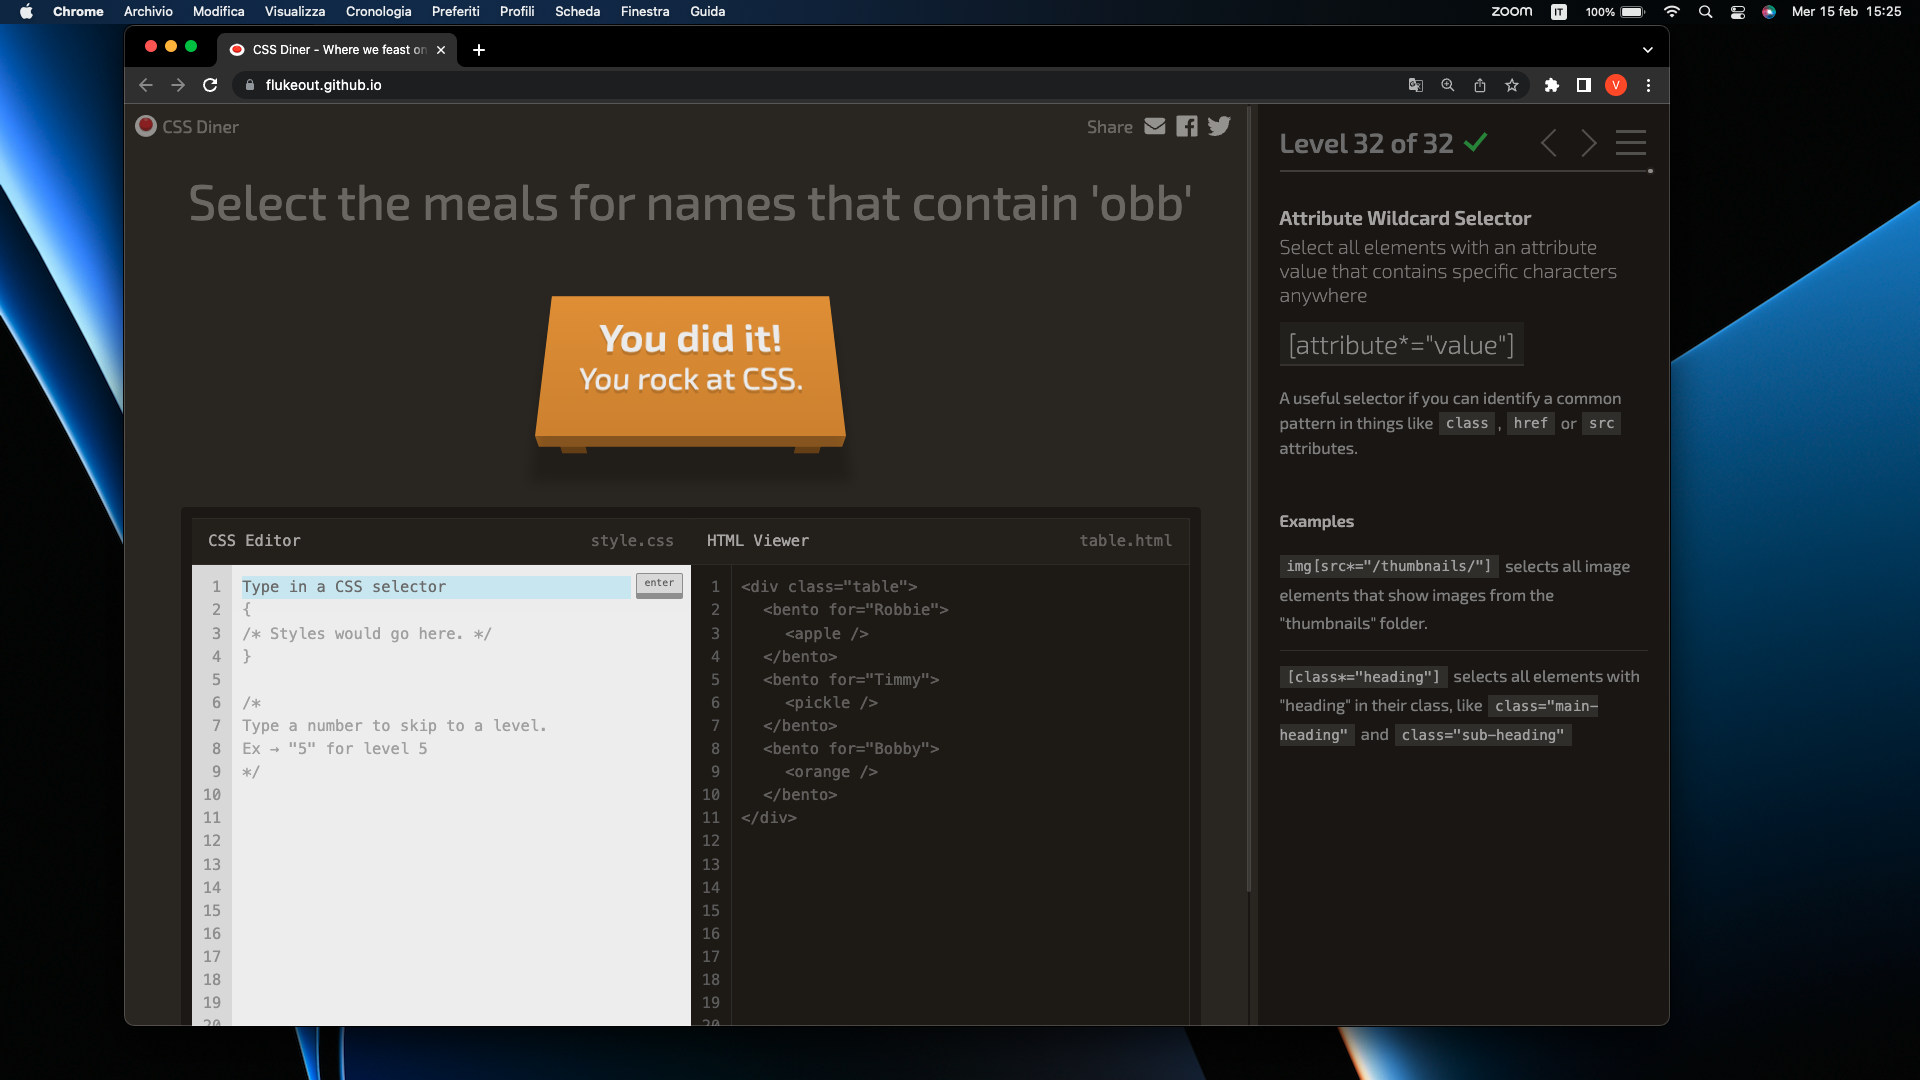 Chrome Archivio Modifica Visualizza Cronologia Preferiti Profili Scheda Finestra Guida zoom IT 100% Mer 15 feb 15:25
CSS Diner - Where we feast on
flukeout.github.io
V
CSS Diner
Share
Select the meals for names that contain 'obb'
You did it!
You rock at CSS.
CSS Editor style.css
1 Type in a CSS selector enter
2 {
3 /* Styles would go here. */
4 }
5
6 /*
7 Type a number to skip to a level.
8 Ex → "5" for level 5
9 */
10
11
12
13
14
15
16
17
18
19
20
HTML Viewer table.html
1 <div class="table">
2 <bento for="Robbie">
3 <apple />
4 </bento>
5 <bento for="Timmy">
6 <pickle />
7 </bento>
8 <bento for="Bobby">
9 <orange />
10 </bento>
11 </div>
12
13
14
15
16
17
18
19
20
Level 32 of 32
Attribute Wildcard Selector
Select all elements with an attribute
value that contains specific characters
anywhere
[attribute*="value"]
A useful selector if you can identify a common
pattern in things like class , href or src
attributes.
Examples
img[src*="/thumbnails/"] selects all image
elements that show images from the
"thumbnails" folder.
[class*="heading"] selects all elements with
"heading" in their class, like class="main-
heading" and class="sub-heading"